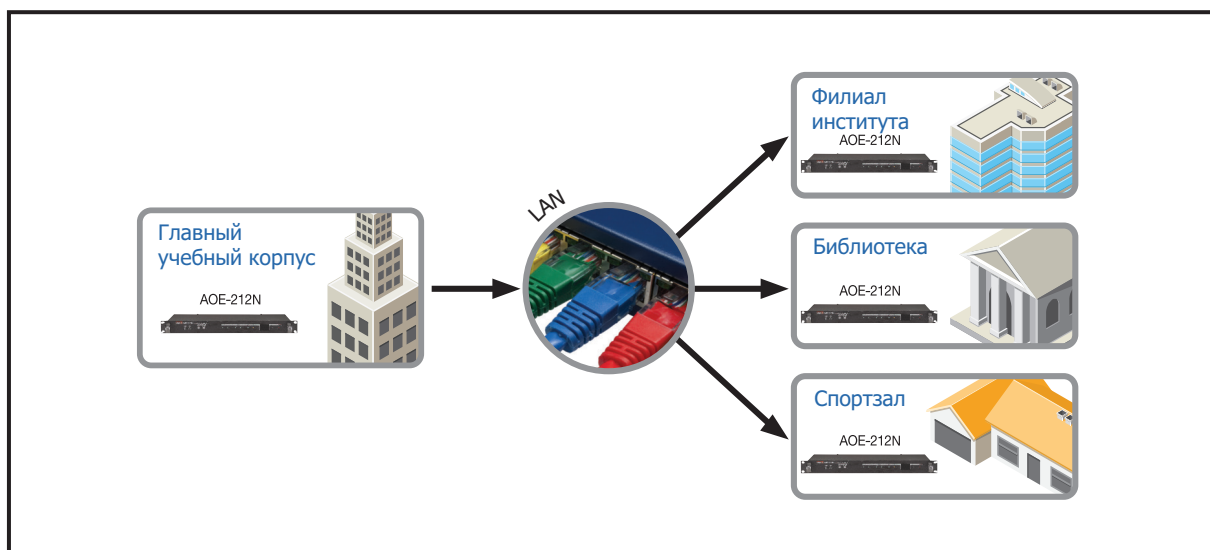 Главный
учебный корпус
AOE-212N
LAN
Филиал
института
AOE-212N
Библиотека
AOE-212N
Спортзал
AOE-212N